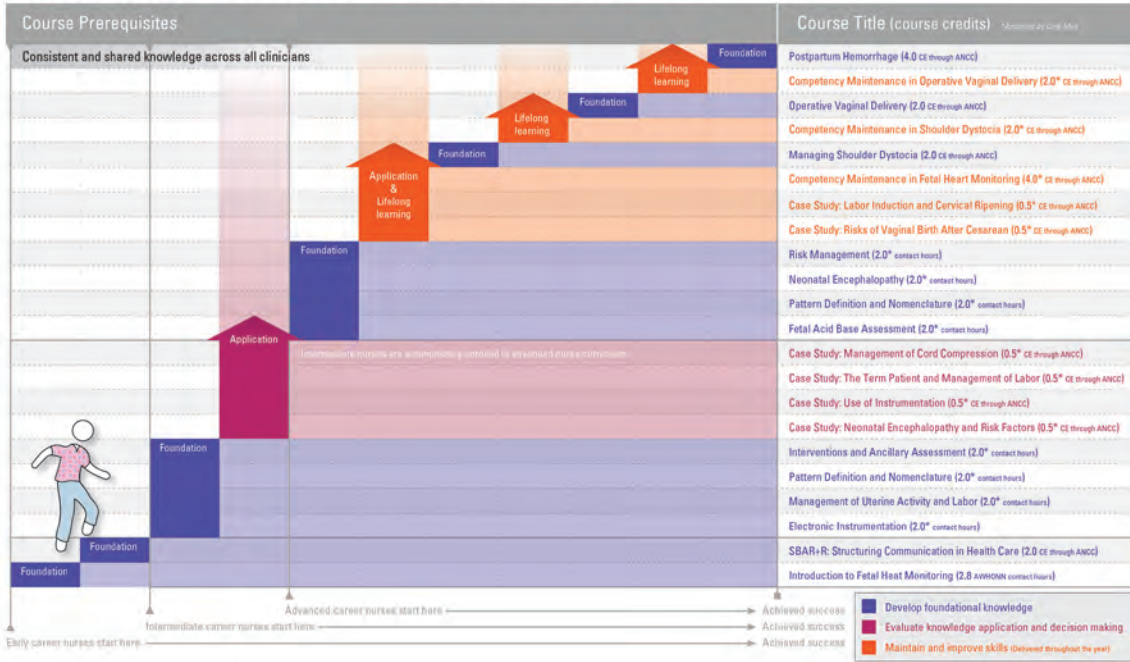 Course Prerequisites
Course Title (course credits)
Consistent and shared knowledge across all clinicians
Foundation
Postpartum Hemorrhage (4.0 CE through ANCC)
Lifelong
learning
Competency Maintenance in Operative Vaginal Delivery (2.0* CE through ANCC)
Foundation
Operative Vaginal Delivery (2.0 CE through ANCC)
Lifelong
learning
Competency Maintenance in Shoulder Dystocia (2.0* CE through ANCC)
Foundation
Managing Shoulder Dystocia (2.0 CE through ANCC)
Application
&
Lifelong
learning
Competency Maintenance in Fetal Heart Monitoring (4.0* CE through ANCC)
Case Study: Labor Induction and Cervical Ripening (0.5* CE through ANCC)
Case Study: Risks of Vaginal Birth After Cesarean (0.5* CE through ANCC)
Foundation
Risk Management (2.0* contact hours)
Neonatal Encephalopathy (2.0* contact hours)
Pattern Definition and Nomenclature (2.0* contact hours)
Fetal Acid Base Assessment (2.0* contact hours)
Application
Intermediate nurses are automatically enrolled in advanced nurse curriculum
Case Study: Management of Cord Compression (0.5* CE through ANCC)
Case Study: The Term Patient and Management of Labor (0.5* CE through ANCC)
Case Study: Use of Instrumentation (0.5* CE through ANCC)
Case Study: Neonatal Encephalopathy and Risk Factors (0.5* CE through ANCC)
Foundation
Interventions and Ancillary Assessment (2.0* contact hours)
Pattern Definition and Nomenclature (2.0* contact hours)
Management of Uterine Activity and Labor (2.0* contact hours)
Electronic Instrumentation (2.0* contact hours)
Foundation
SBAR+R: Structuring Communication in Health Care (2.0 CE through ANCC)
Foundation
Introduction to Fetal Heat Monitoring (2.8 AWHONN contact hours)
Advanced career nurses start here
Achieved success
Intermediate career nurses start here
Achieved success
Early career nurses start here
Achieved success
Develop foundational knowledge
Evaluate knowledge application and decision making
Maintain and improve skills (Delivered throughout the year)